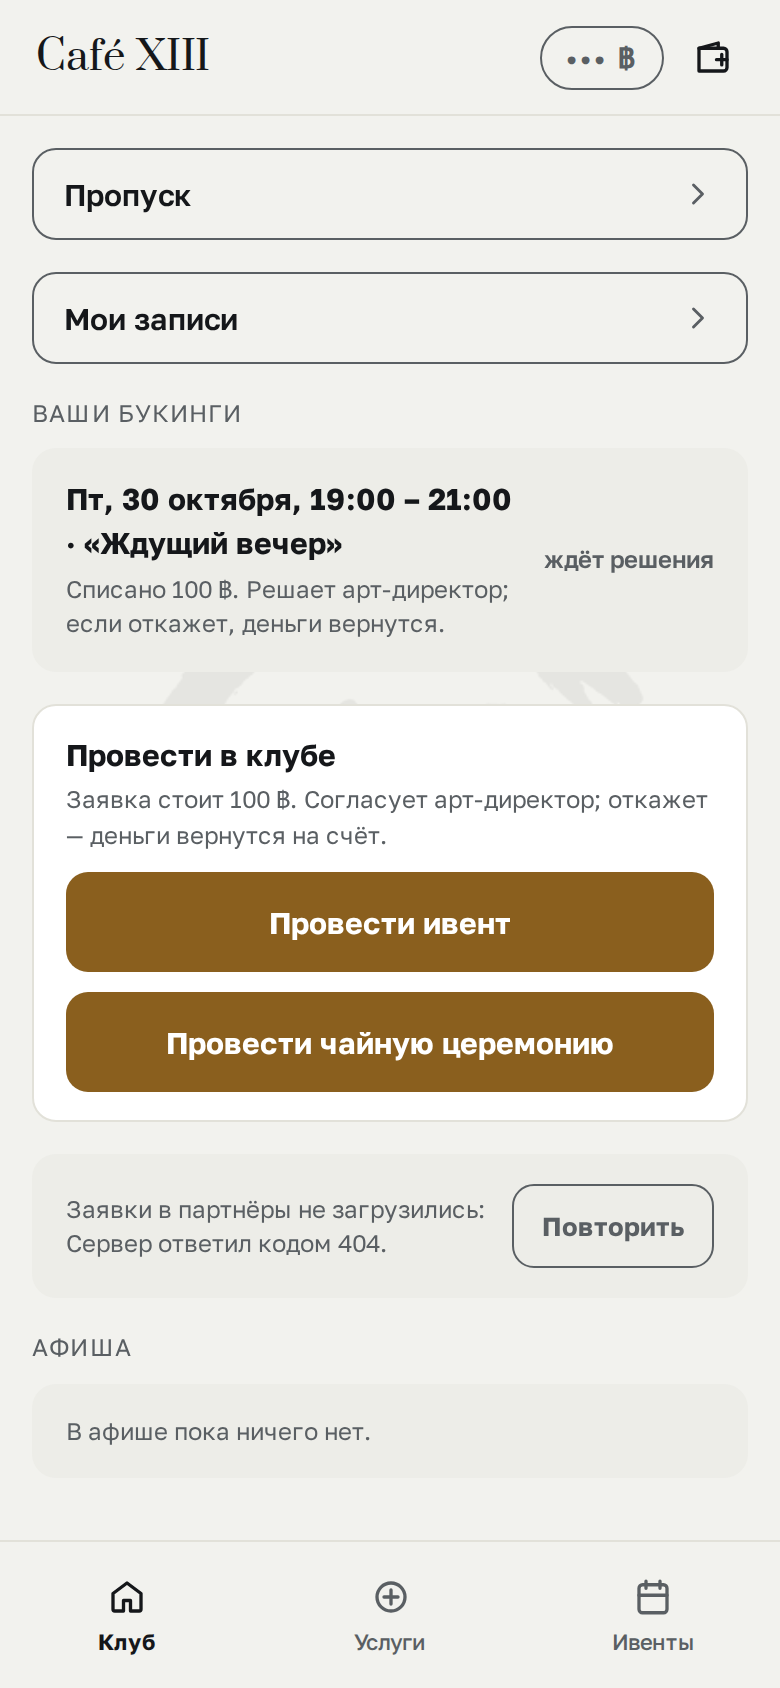 Café XIII
••• ฿
Пропуск
Мои записи
ВАШИ БУКИНГИ
Пт, 30 октября, 19:00 – 21:00
· «Ждущий вечер»
ждёт решения
Списано 100 ฿. Решает арт-директор;
если откажет, деньги вернутся.
Провести в клубе
Заявка стоит 100 ฿. Согласует арт-директор; откажет
— деньги вернутся на счёт.
Провести ивент
Провести чайную церемонию
Заявки в партнёры не загрузились:
Сервер ответил кодом 404.
Повторить
АФИША
В афише пока ничего нет.
Клуб
Услуги
Ивенты